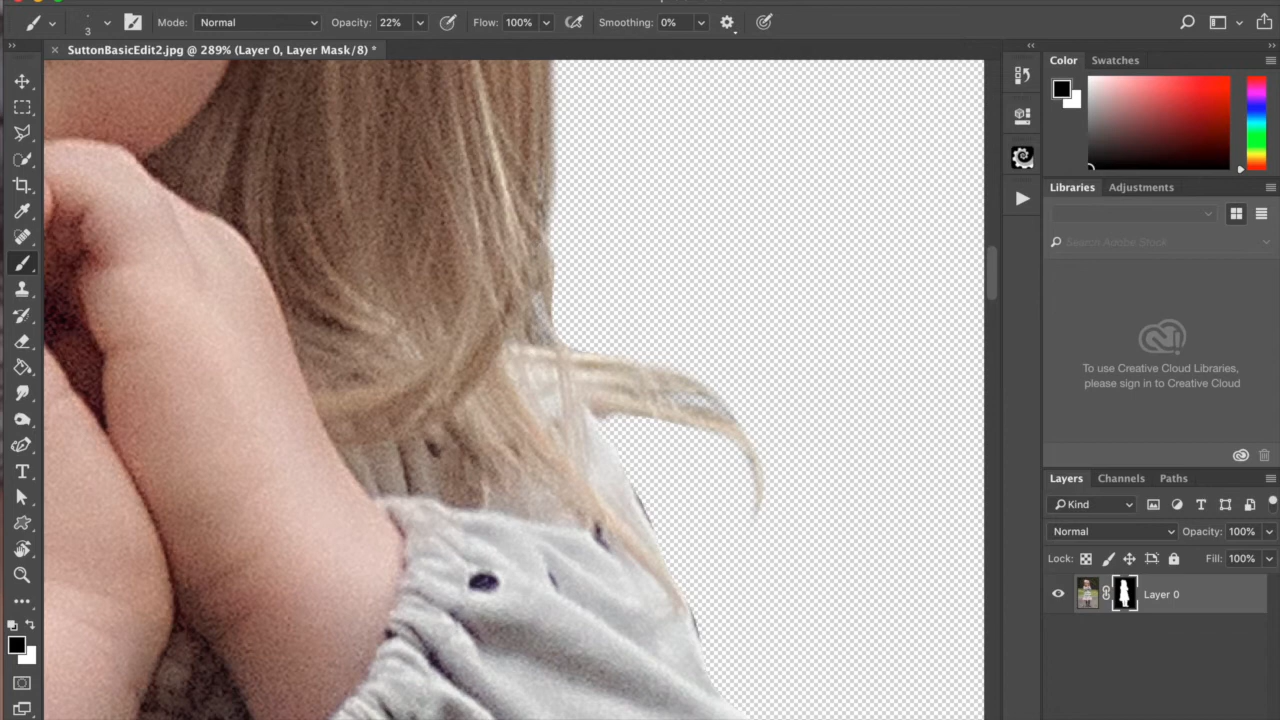 3 Mode: Normal Opacity: 22% Flow: 100% Smoothing: 0%
SuttonBasicEdit2.jpg @ 289% (Layer 0, Layer Mask/8) *
Color Swatches
Libraries Adjustments
Search Adobe Stock
To use Creative Cloud Libraries,
please sign in to Creative Cloud
Layers Channels Paths
Kind
Normal Opacity: 100%
Lock: Fill: 100%
Layer 0